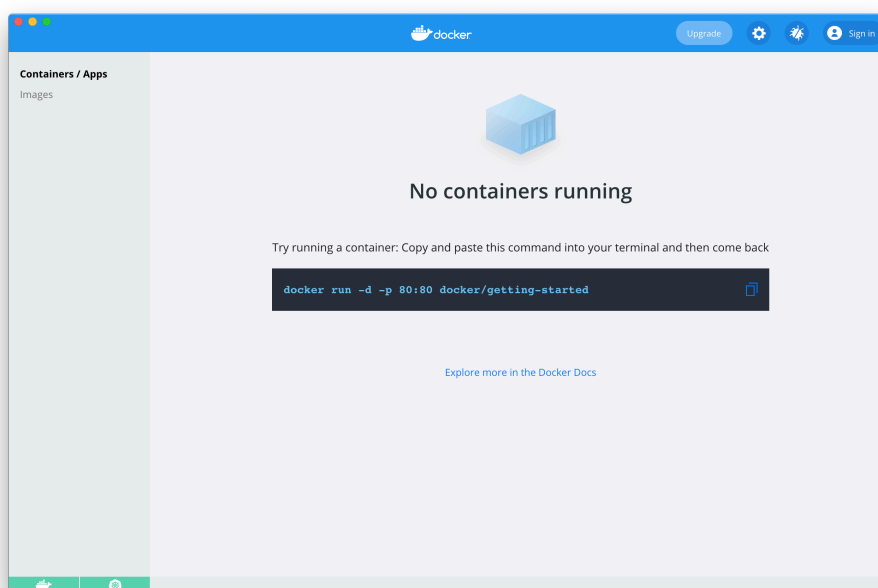 docker
Upgrade
Sign in
Containers / Apps
Images
No containers running
Try running a container: Copy and paste this command into your terminal and then come back
docker run -d -p 80:80 docker/getting-started
Explore more in the Docker Docs